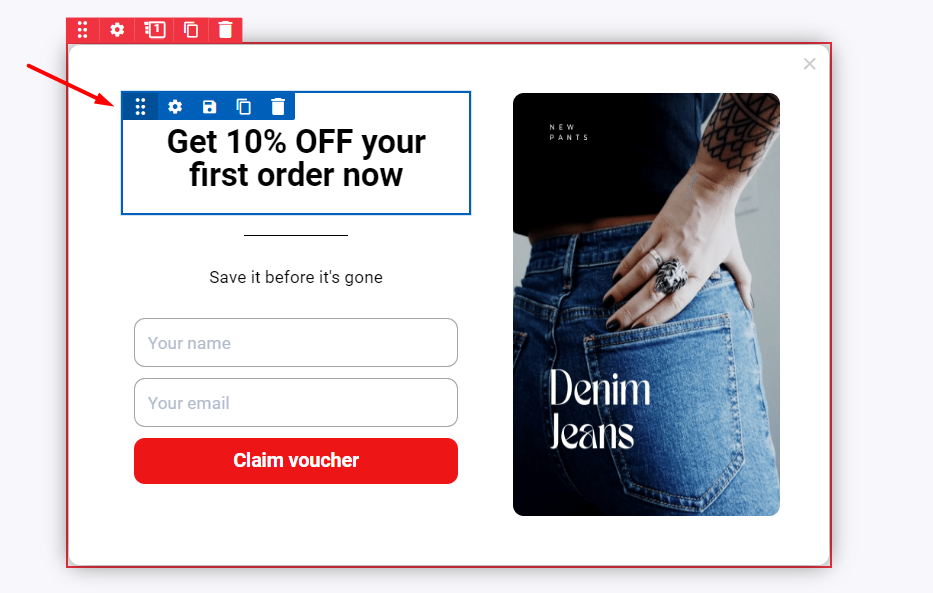 1
Get 10% OFF your
first order now
Save it before it's gone
Your name
Your email
Claim voucher
NEW
PANTS
Denim
Jeans